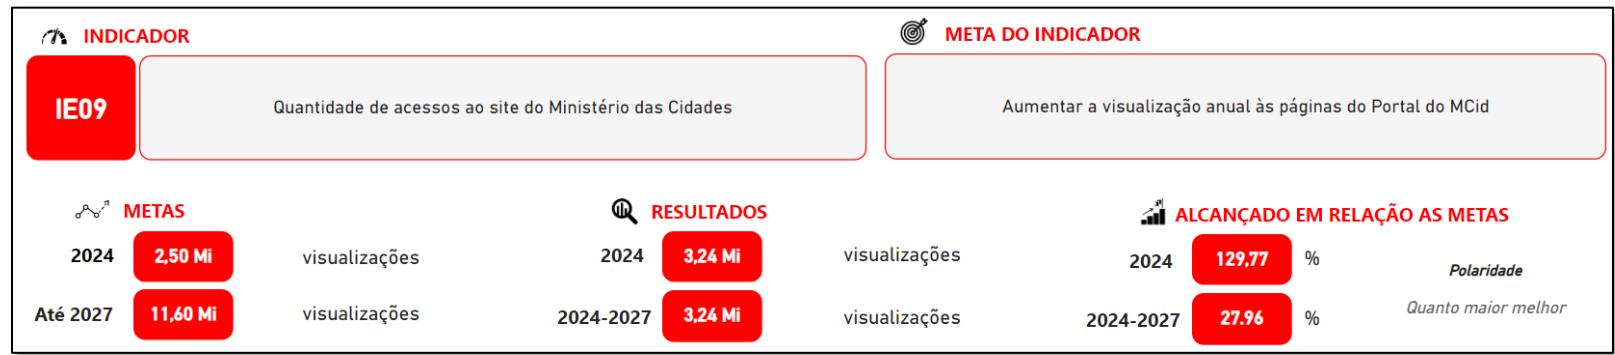 INDICADOR
META DO INDICADOR
IE09
Quantidade de acessos ao site do Ministério das Cidades
Aumentar a visualização anual às páginas do Portal do MCid
METAS
RESULTADOS
ALCANÇADO EM RELAÇÃO AS METAS
2024 2,50 Mi visualizações
2024 3,24 Mi visualizações
2024 129,77 %
Polaridade
Até 2027 11,60 Mi visualizações
2024-2027 3,24 Mi visualizações
2024-2027 27.96 %
Quanto maior melhor